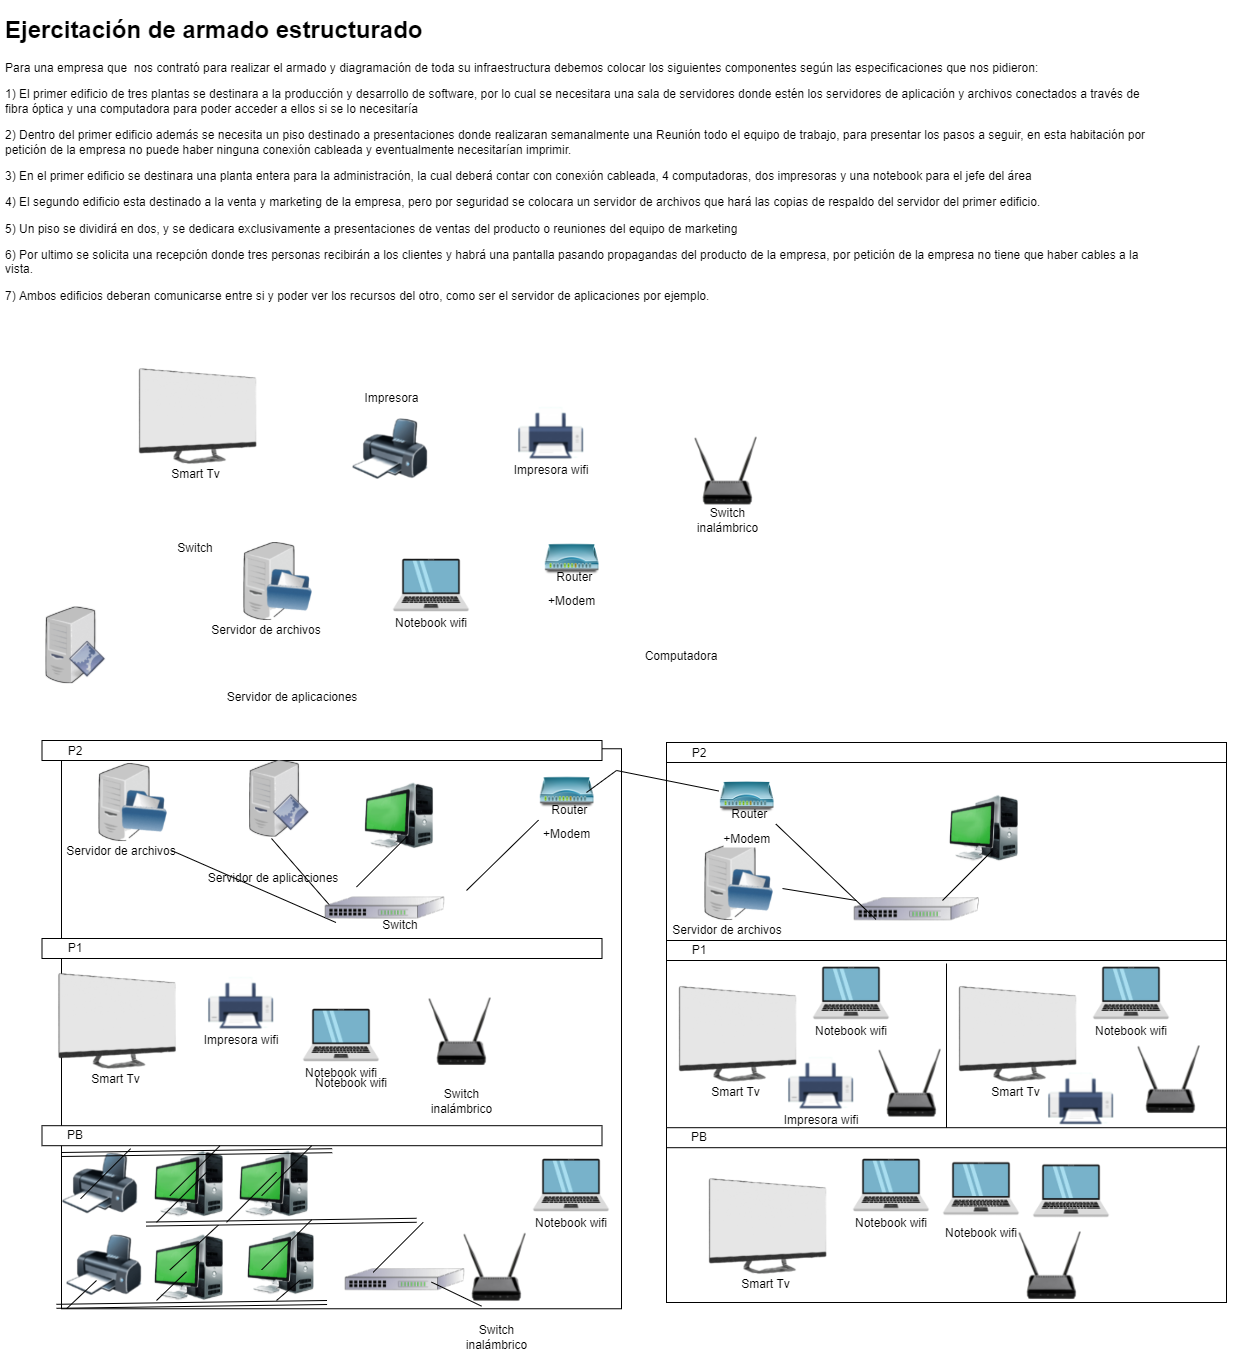 Ejercitación de armado estructurado
Para una empresa que  nos contrató para realizar el armado y diagramación de toda su infraestructura debemos colocar los siguientes componentes según las especificaciones que nos pidieron:
1) El primer edificio de tres plantas se destinara a la producción y desarrollo de software, por lo cual se necesitara una sala de servidores donde estén los servidores de aplicación y archivos conectados a través de
fibra óptica y una computadora para poder acceder a ellos si se lo necesitaría
2) Dentro del primer edificio además se necesita un piso destinado a presentaciones donde realizaran semanalmente una Reunión todo el equipo de trabajo, para presentar los pasos a seguir, en esta habitación por
petición de la empresa no puede haber ninguna conexión cableada y eventualmente necesitarían imprimir.
3) En el primer edificio se destinara una planta entera para la administración, la cual deberá contar con conexión cableada, 4 computadoras, dos impresoras y una notebook para el jefe del área
4) El segundo edificio esta destinado a la venta y marketing de la empresa, pero por seguridad se colocara un servidor de archivos que hará las copias de respaldo del servidor del primer edificio.
5) Un piso se dividirá en dos, y se dedicara exclusivamente a presentaciones de ventas del producto o reuniones del equipo de marketing
6) Por ultimo se solicita una recepción donde tres personas recibirán a los clientes y habrá una pantalla pasando propagandas del producto de la empresa, por petición de la empresa no tiene que haber cables a la
vista.
7) Ambos edificios deberan comunicarse entre si y poder ver los recursos del otro, como ser el servidor de aplicaciones por ejemplo.
Impresora
Smart Tv
Impresora wifi
Switch
inalámbrico
Switch
Router
+Modem
Servidor de archivos
Notebook wifi
Computadora
Servidor de aplicaciones
P2
Router
+Modem
Servidor de archivos
Servidor de aplicaciones
Switch
P1
Impresora wifi
Smart Tv
Notebook wifi
Notebook wifi
Switch
inalámbrico
PB
Notebook wifi
Switch
inalámbrico
P2
Router
+Modem
Servidor de archivos
P1
Notebook wifi
Notebook wifi
Smart Tv
Smart Tv
Impresora wifi
PB
Notebook wifi
Notebook wifi
Smart Tv